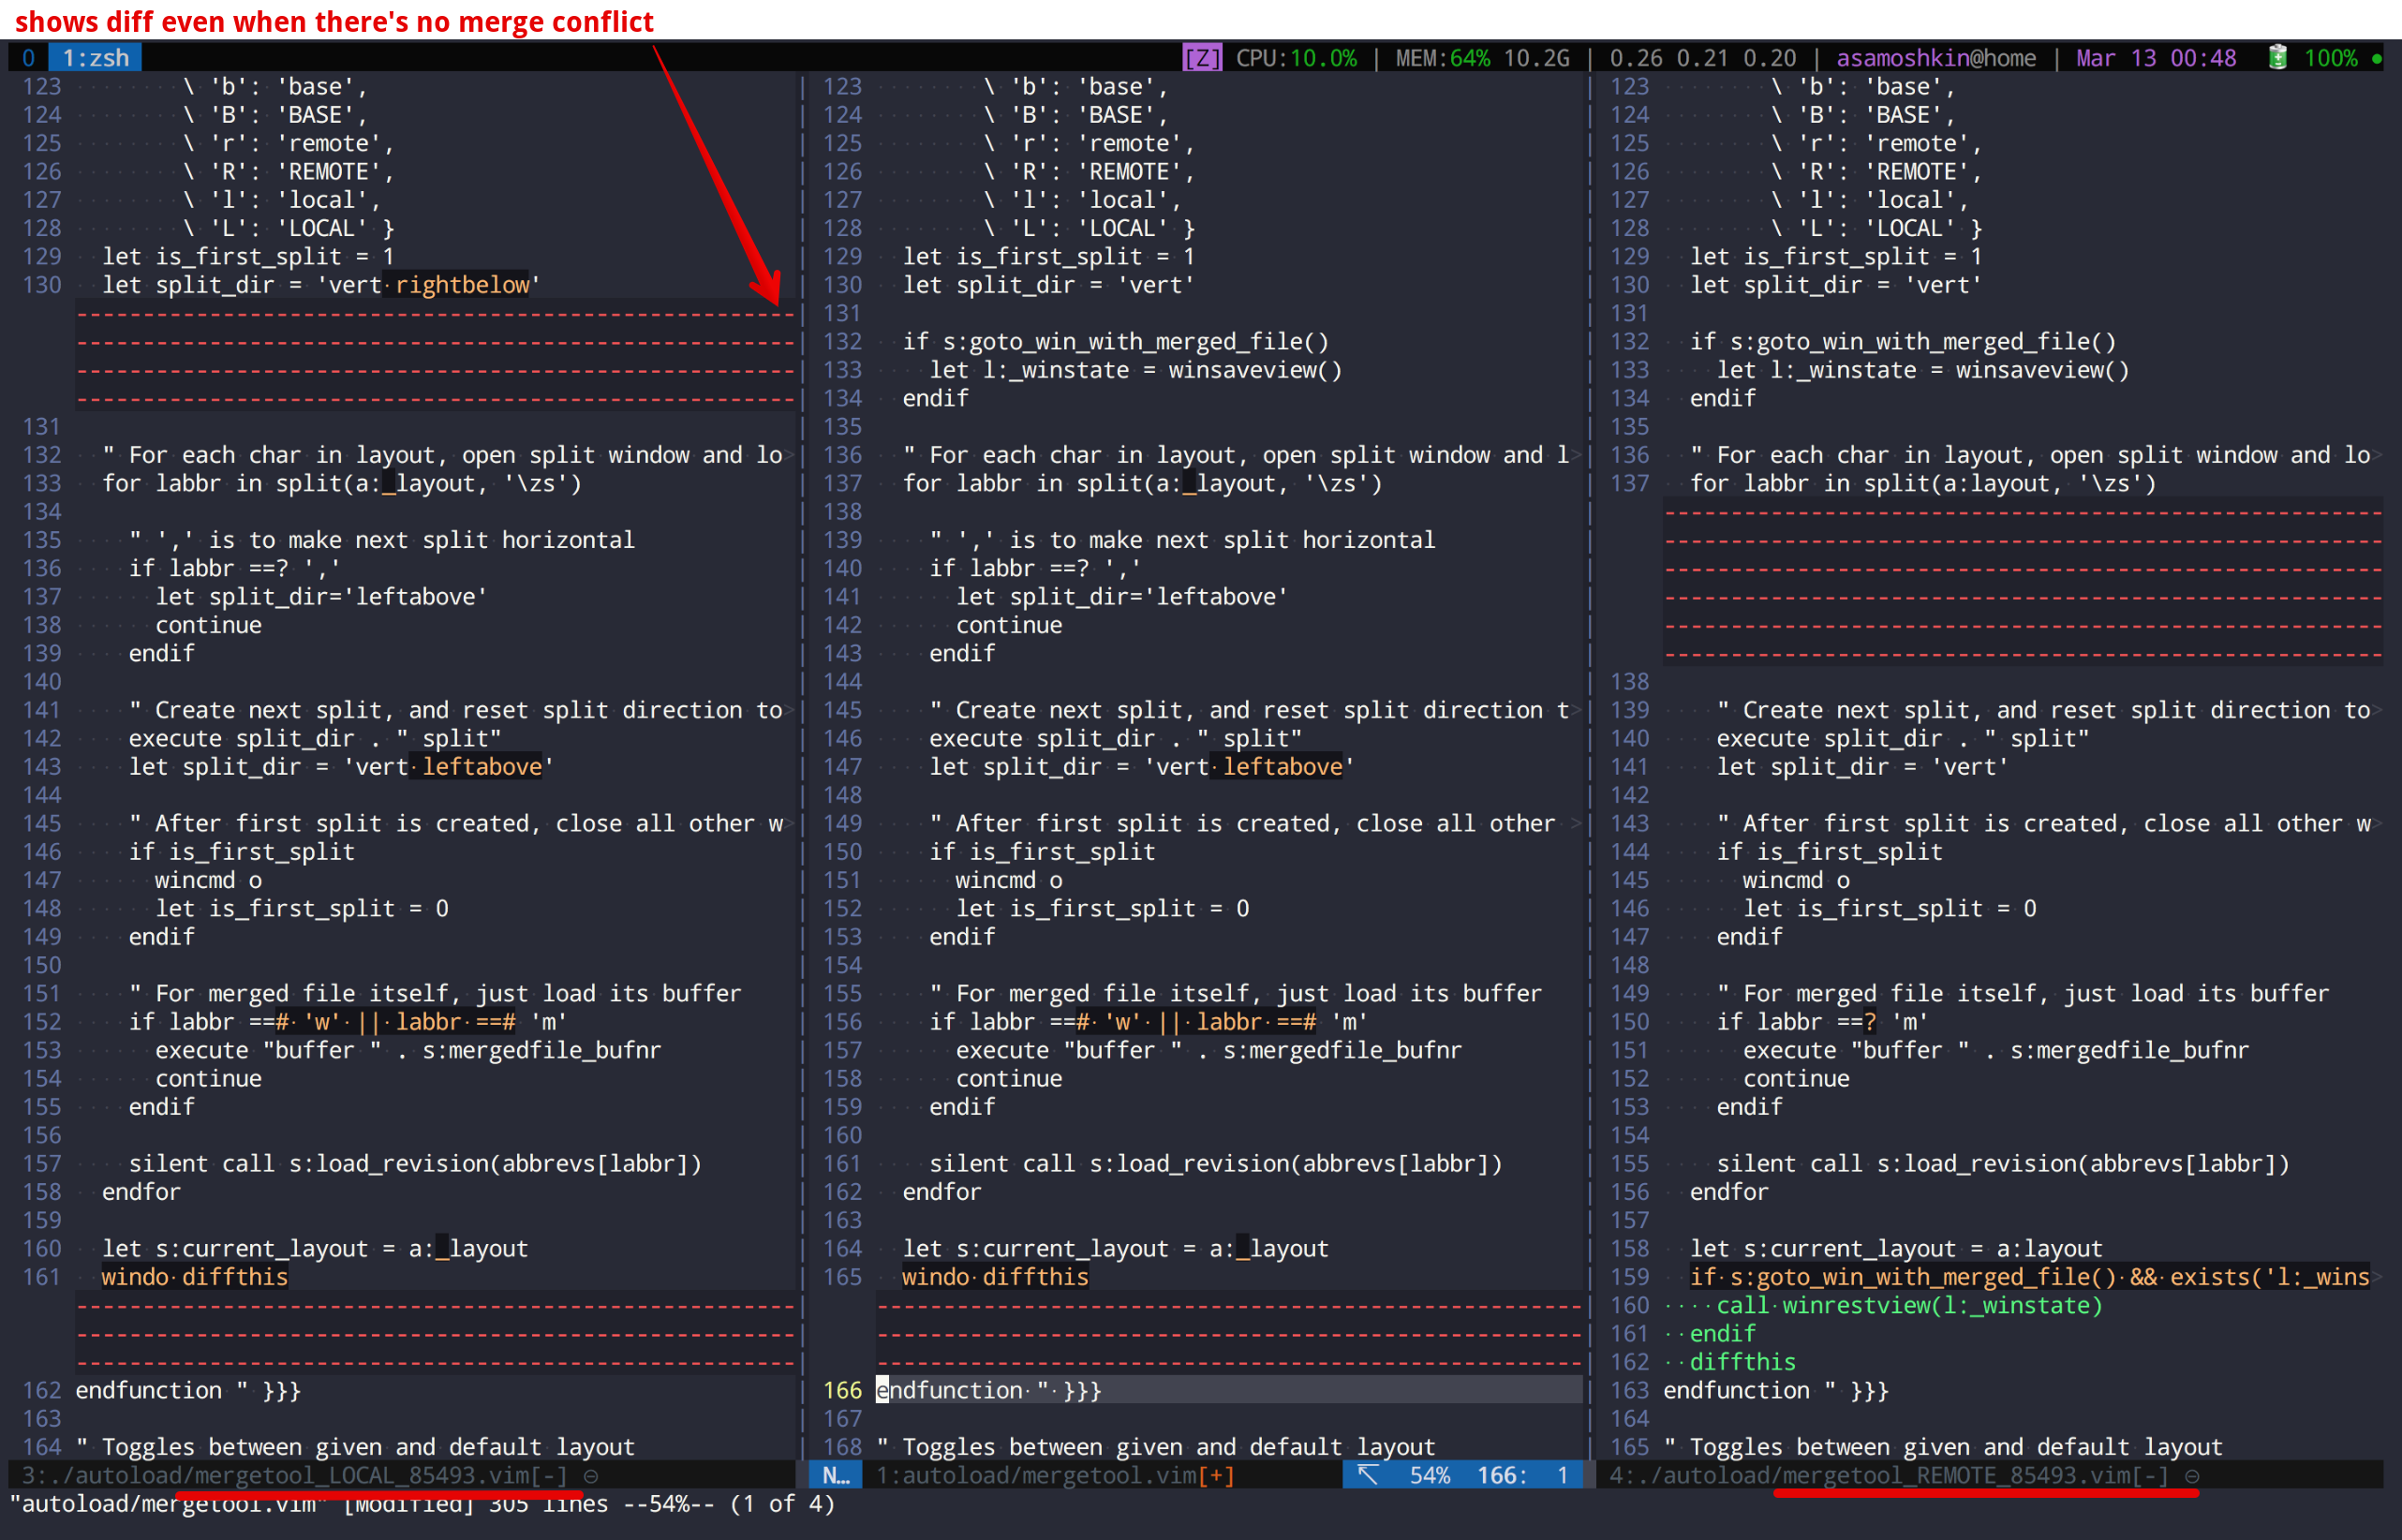 shows diff even when there's no merge conflict
0 1:zsh [Z] CPU:10.0% | MEM:64% 10.2G | 0.26 0.21 0.20 | asamoshkin@home | Mar 13 00:48 100% ●
123 \ 'b': 'base',
124 \ 'B': 'BASE',
125 \ 'r': 'remote',
126 \ 'R': 'REMOTE',
127 \ 'l': 'local',
128 \ 'L': 'LOCAL' }
129 let is_first_split = 1
130 let split_dir = 'vert rightbelow'
131
132 " For each char in layout, open split window and lo>
133 for labbr in split(a:_layout, '\zs')
134
135 " ',' is to make next split horizontal
136 if labbr ==? ','
137 let split_dir='leftabove'
138 continue
139 endif
140
141 " Create next split, and reset split direction to>
142 execute split_dir . " split"
143 let split_dir = 'vert leftabove'
144
145 " After first split is created, close all other w>
146 if is_first_split
147 wincmd o
148 let is_first_split = 0
149 endif
150
151 " For merged file itself, just load its buffer
152 if labbr ==# 'w' || labbr ==# 'm'
153 execute "buffer " . s:mergedfile_bufnr
154 continue
155 endif
156
157 silent call s:load_revision(abbrevs[labbr])
158 endfor
159
160 let s:current_layout = a:_layout
161 windo diffthis
162 endfunction " }}}
163
164 " Toggles between given and default layout
3:./autoload/mergetool_LOCAL_85493.vim[-] ⊝
123 \ 'b': 'base',
124 \ 'B': 'BASE',
125 \ 'r': 'remote',
126 \ 'R': 'REMOTE',
127 \ 'l': 'local',
128 \ 'L': 'LOCAL' }
129 let is_first_split = 1
130 let split_dir = 'vert'
131
132 if s:goto_win_with_merged_file()
133 let l:_winstate = winsaveview()
134 endif
135
136 " For each char in layout, open split window and l>
137 for labbr in split(a:_layout, '\zs')
138
139 " ',' is to make next split horizontal
140 if labbr ==? ','
141 let split_dir='leftabove'
142 continue
143 endif
144
145 " Create next split, and reset split direction t>
146 execute split_dir . " split"
147 let split_dir = 'vert leftabove'
148
149 " After first split is created, close all other >
150 if is_first_split
151 wincmd o
152 let is_first_split = 0
153 endif
154
155 " For merged file itself, just load its buffer
156 if labbr ==# 'w' || labbr ==# 'm'
157 execute "buffer " . s:mergedfile_bufnr
158 continue
159 endif
160
161 silent call s:load_revision(abbrevs[labbr])
162 endfor
163
164 let s:current_layout = a:_layout
165 windo diffthis
166 endfunction " }}}
167
168 " Toggles between given and default layout
N… 1:autoload/mergetool.vim[+] 54% 166: 1
123 \ 'b': 'base',
124 \ 'B': 'BASE',
125 \ 'r': 'remote',
126 \ 'R': 'REMOTE',
127 \ 'l': 'local',
128 \ 'L': 'LOCAL' }
129 let is_first_split = 1
130 let split_dir = 'vert'
131
132 if s:goto_win_with_merged_file()
133 let l:_winstate = winsaveview()
134 endif
135
136 " For each char in layout, open split window and lo>
137 for labbr in split(a:layout, '\zs')
138
139 " Create next split, and reset split direction to>
140 execute split_dir . " split"
141 let split_dir = 'vert'
142
143 " After first split is created, close all other w>
144 if is_first_split
145 wincmd o
146 let is_first_split = 0
147 endif
148
149 " For merged file itself, just load its buffer
150 if labbr ==? 'm'
151 execute "buffer " . s:mergedfile_bufnr
152 continue
153 endif
154
155 silent call s:load_revision(abbrevs[labbr])
156 endfor
157
158 let s:current_layout = a:layout
159 if s:goto_win_with_merged_file() && exists('l:_wins>
160 call winrestview(l:_winstate)
161 endif
162 diffthis
163 endfunction " }}}
164
165 " Toggles between given and default layout
4:./autoload/mergetool_REMOTE_85493.vim[-] ⊝
"autoload/mergetool.vim" [Modified] 305 lines --54%-- (1 of 4)